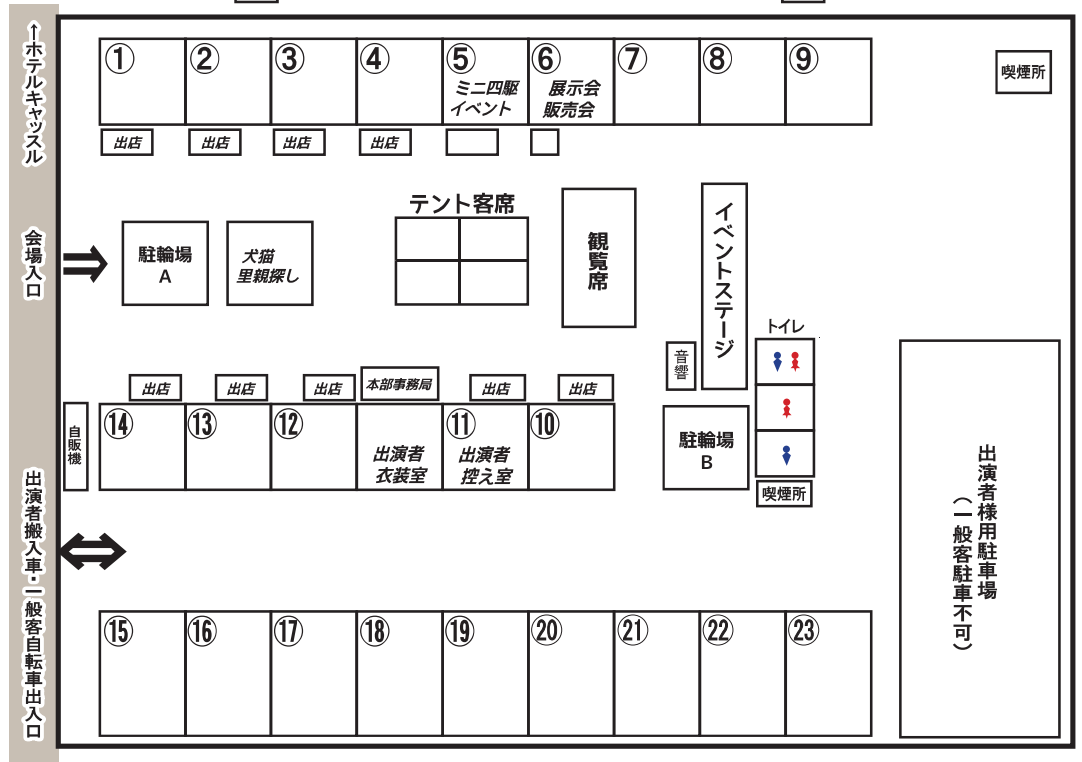 ↑ホテルキャッスル
会場入口
出演者搬入車・一般客自転車出入口
①
②
③
④
⑤
ミニ四駆
イベント
⑥
展示会
販売会
⑦
⑧
⑨
喫煙所
出店
出店
出店
出店
駐輪場
A
犬猫
里親探し
テント客席
観覧席
イベントステージ
トイレ
音響
駐輪場
B
喫煙所
自販機
出店
出店
出店
本部事務局
出店
出店
⑭
⑬
⑫
出演者
衣装室
⑪
出演者
控え室
⑩
出演者様用駐車場
（一般客駐車不可）
⑮
⑯
⑰
⑱
⑲
⑳
㉑
㉒
㉓